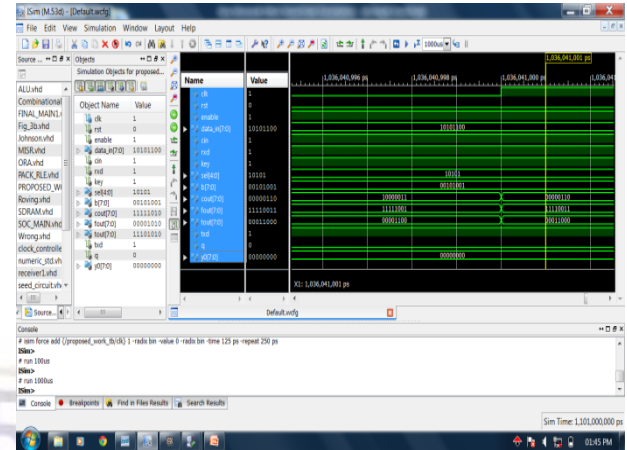 ISim (M.53d) - [Default.wcfg]
File Edit View Simulation Window Layout Help
1000us
Source ...
ALU.vhd
Combinational
FINAL_MAIN1.
Fig_3b.vhd
Johnson.vhd
MISR.vhd
ORA.vhd
PACK_RLE.vhd
PROPOSED_W
Roving.vhd
SDRAM.vhd
SOC_MAIN.vhd
Wrong.vhd
clock_controlle
numeric_std.vh
receiver1.vhd
seed_circuit.vh
Source...
Objects
Simulation Objects for proposed...
Object Name Value
clk 1
rst 0
enable 1
data_in[7:0] 10101100
cin 1
rxd 1
key 1
sel[4:0] 10101
b[7:0] 00101001
cout[7:0] 11111010
fout[7:0] 00001010
tout[7:0] 11101010
txd 1
q 0
y0[7:0] 00000000
Name Value
clk 1
rst 0
enable 1
data_in[7:0] 10101100
cin 1
rxd 1
key 1
sel[4:0] 10101
b[7:0] 00101001
cout[7:0] 00000110
fout[7:0] 11110011
tout[7:0] 00011000
txd 1
q 0
y0[7:0] 00000000
1,036,041,001 ps
1,036,040,996 ps 1,036,040,998 ps 1,036,041,000 ps 1,036,04
10101100
10101
00101001
10000011 00000110
11111001 11110011
00001100 00011000
00000000
X1: 1,036,041,001 ps
Default.wcfg
Console
# isim force add {/proposed_work_tb/clk} 1 -radix bin -value 0 -radix bin -time 125 ps -repeat 250 ps
ISim>
# run 100us
ISim>
# run 1000us
ISim>
Console Breakpoints Find in Files Results Search Results
Sim Time: 1,101,000,000 ps
01:45 PM